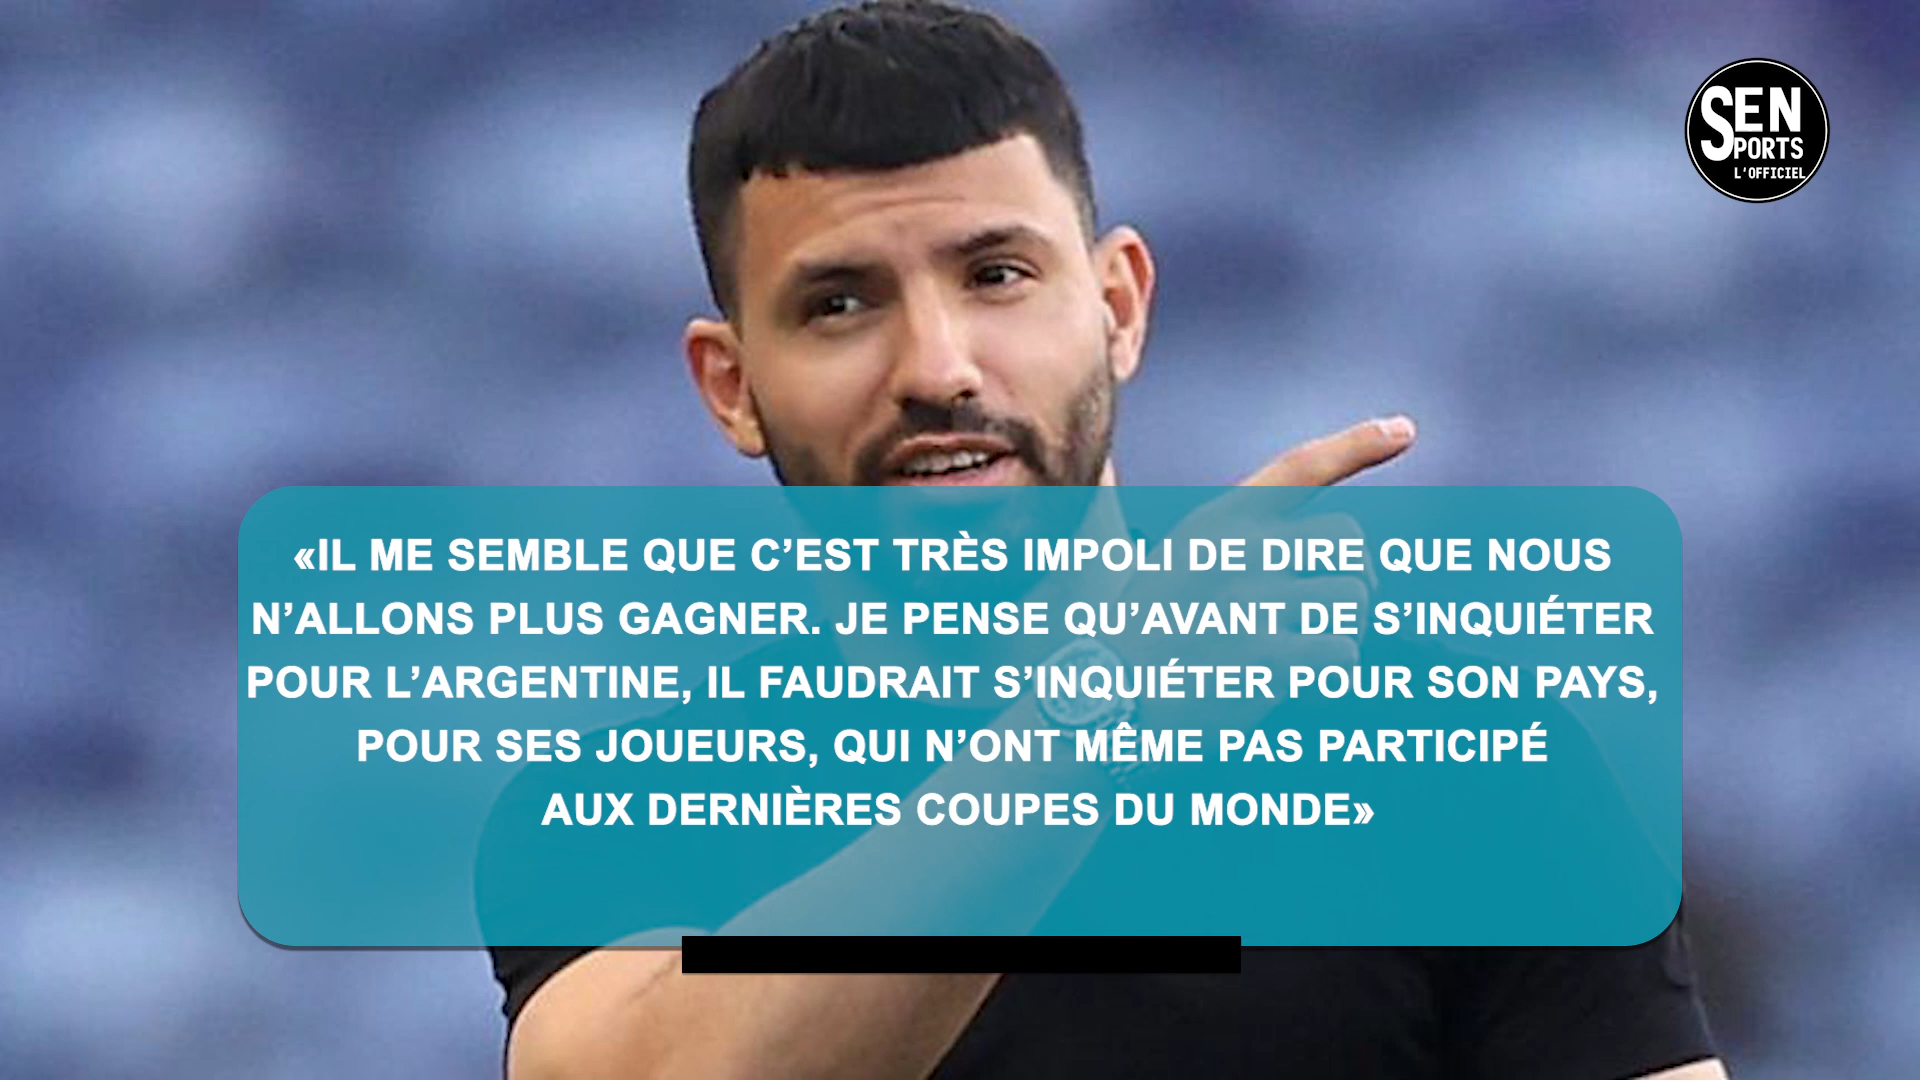 SEN
SPORTS
L'OFFICIEL
«IL ME SEMBLE QUE C’EST TRÈS IMPOLI DE DIRE QUE NOUS
N’ALLONS PLUS GAGNER. JE PENSE QU’AVANT DE S’INQUIÉTER
POUR L’ARGENTINE, IL FAUDRAIT S’INQUIÉTER POUR SON PAYS,
POUR SES JOUEURS, QUI N’ONT MÊME PAS PARTICIPÉ
AUX DERNIÈRES COUPES DU MONDE»